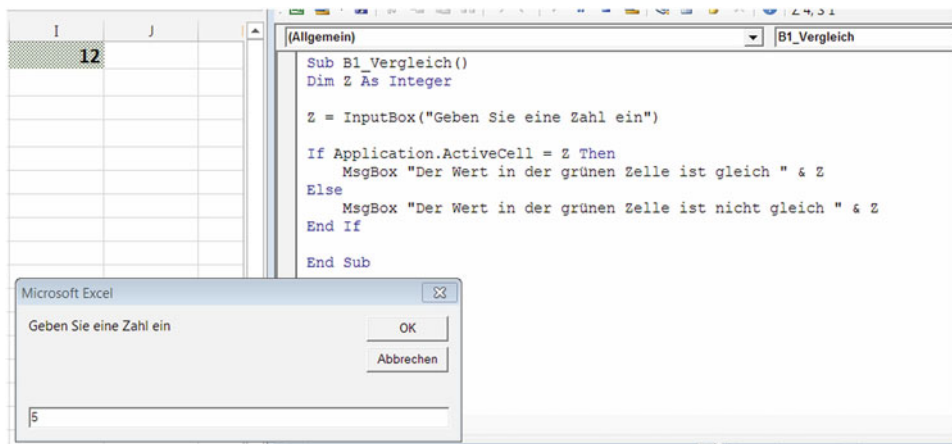 I J
12
(Allgemein) B1_Vergleich
Sub B1_Vergleich()
Dim Z As Integer
Z = InputBox("Geben Sie eine Zahl ein")
If Application.ActiveCell = Z Then
MsgBox "Der Wert in der grünen Zelle ist gleich " & Z
Else
MsgBox "Der Wert in der grünen Zelle ist nicht gleich " & Z
End If
End Sub
Microsoft Excel
Geben Sie eine Zahl ein
OK
Abbrechen
5